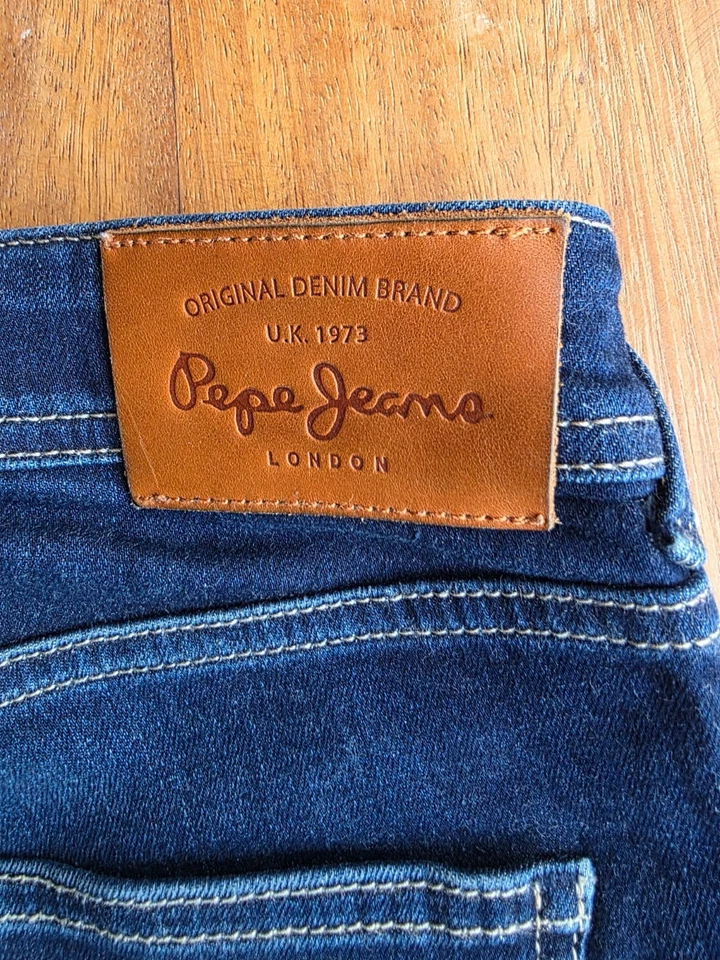 ORIGINAL DENIM BRAND
U.K. 1973
Pepe Jeans
LONDON